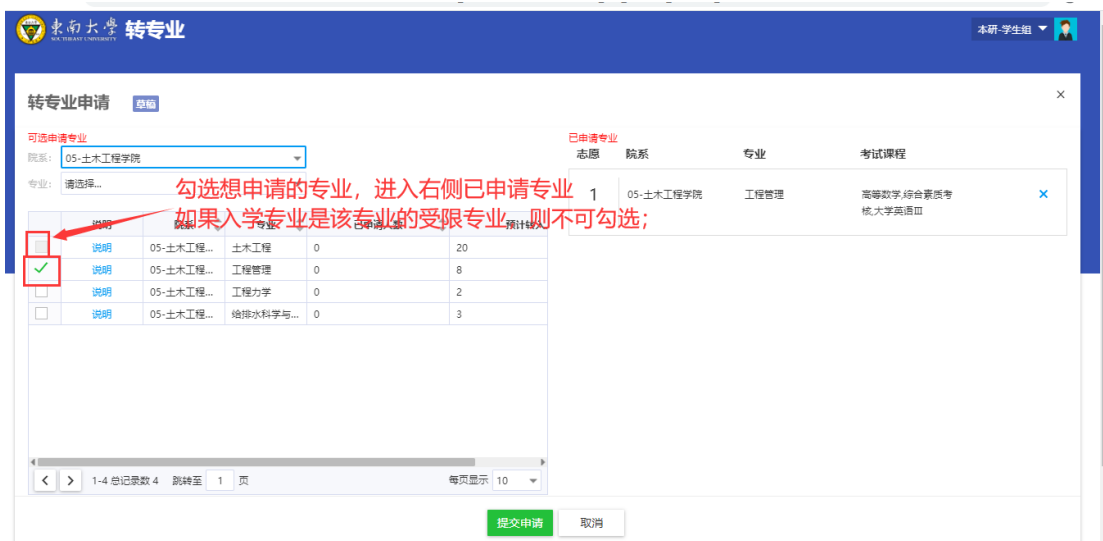 东南大学 转专业
SOUTHEAST UNIVERSITY
本研-学生组
转专业申请 草稿
可选申请专业
院系: 05-土木工程学院
专业: 请选择...
勾选想申请的专业，进入右侧已申请专业
如果入学专业是该专业的受限专业，则不可勾选；
说明 院系 专业 已申请人数 预计转入
说明 05-土木工程... 土木工程 0 20
说明 05-土木工程... 工程管理 0 8
说明 05-土木工程... 工程力学 0 2
说明 05-土木工程... 给排水科学与... 0 3
1-4 总记录数 4 跳转至 1 页 每页显示 10
已申请专业
志愿 院系 专业 考试课程
1 05-土木工程学院 工程管理 高等数学,综合素质考
核,大学英语Ⅲ
提交申请 取消